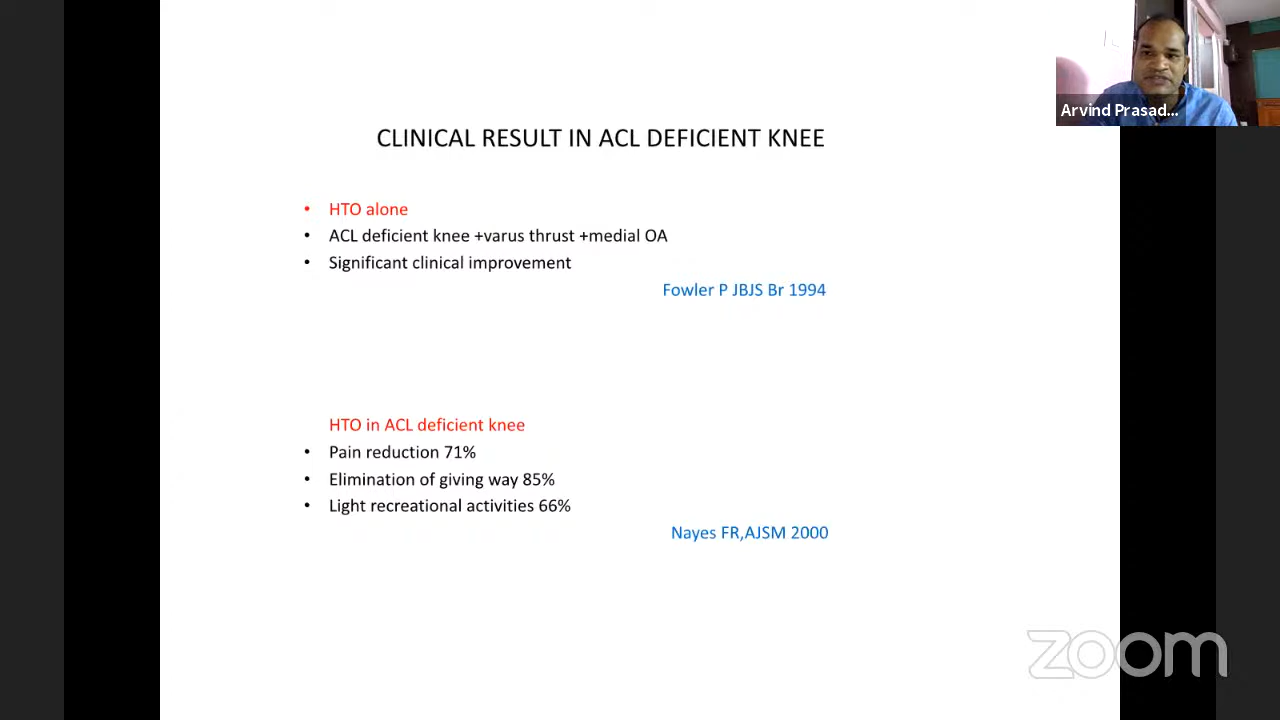 Arvind Prasad...
CLINICAL RESULT IN ACL DEFICIENT KNEE
• HTO alone
• ACL deficient knee +varus thrust +medial OA
• Significant clinical improvement
Fowler P JBJS Br 1994
HTO in ACL deficient knee
• Pain reduction 71%
• Elimination of giving way 85%
• Light recreational activities 66%
Nayes FR,AJSM 2000
zoom